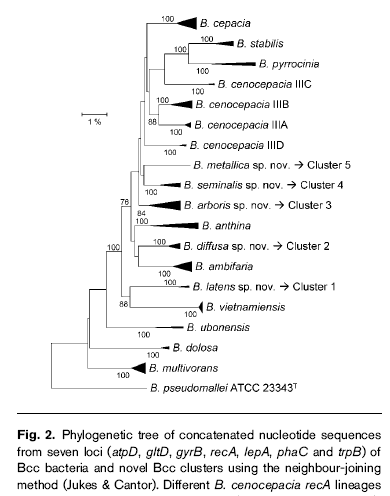 100
B. cepacia
B. stabilis
100
B. pyrrocinia
100
100
B. cenocepacia IIIC
100
100
B. cenocepacia IIIB
1 %
B. cenocepacia IIIA
88
100
B. cenocepacia IIID
100
B. metallica sp. nov. → Cluster 5
B. seminalis sp. nov. → Cluster 4
100
76
B. arboris sp. nov. → Cluster 3
84
100
100
B. anthina
100
B. diffusa sp. nov. → Cluster 2
100
B. ambifaria
100
B. latens sp. nov. → Cluster 1
100
88
B. vietnamiensis
100
B. ubonensis
100
B. dolosa
100
B. multivorans
100
B. pseudomallei ATCC 23343T
Fig. 2. Phylogenetic tree of concatenated nucleotide sequences
from seven loci (atpD, gltD, gyrB, recA, lepA, phaC and trpB) of
Bcc bacteria and novel Bcc clusters using the neighbour-joining
method (Jukes & Cantor). Different B. cenocepacia recA lineages